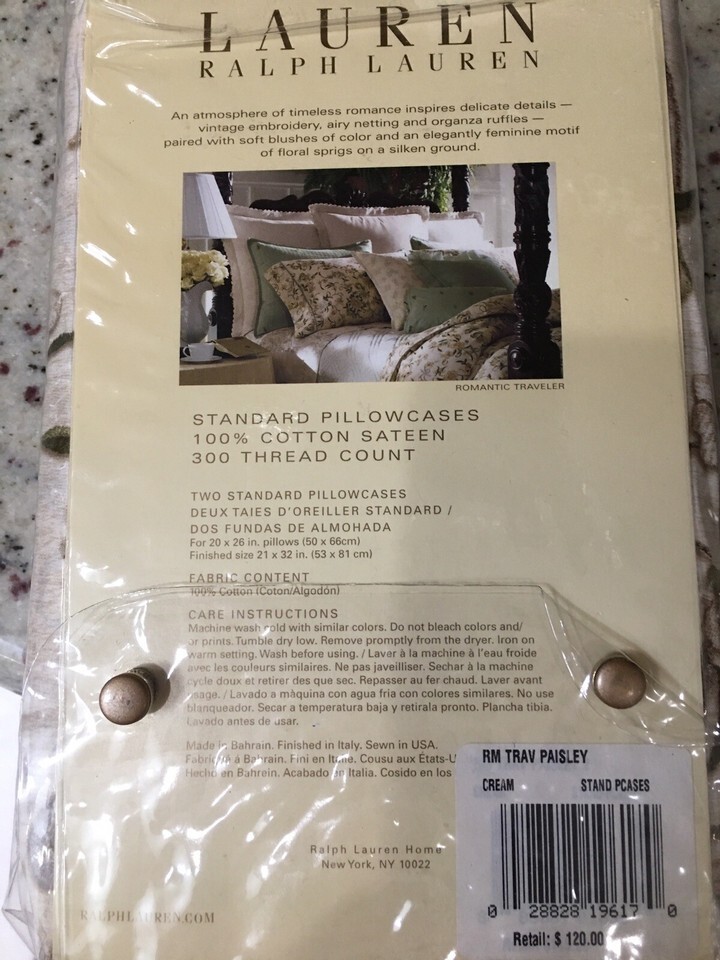 LAUREN
RALPH LAUREN
An atmosphere of timeless romance inspires delicate details —
vintage embroidery, airy netting and organza ruffles —
paired with soft blushes of color and an elegantly feminine motif
of floral sprigs on a silken ground.
ROMANTIC TRAVELER
STANDARD PILLOWCASES
100% COTTON SATEEN
300 THREAD COUNT
TWO STANDARD PILLOWCASES
DEUX TAIES D'OREILLER STANDARD /
DOS FUNDAS DE ALMOHADA
For 20 x 26 in. pillows (50 x 66cm)
Finished size 21 x 32 in. (53 x 81 cm)
FABRIC CONTENT
100% Cotton (Coton/Algodón)
CARE INSTRUCTIONS
Machine wash cold with similar colors. Do not bleach colors and/
or prints. Tumble dry low. Remove promptly from the dryer. Iron on
warm setting. Wash before using. / Laver à la machine à l'eau froide
avec les couleurs similaires. Ne pas javeilliser. Sechar à la machine
cycle doux et retirer des que sec. Repasser au fer chaud. Laver avant
usage. / Lavado a màquina con agua fria con colores similares. No use
blanqueador. Secar a temperatura baja y retirala pronto. Plancha tibia.
Lavado antes de usar.
Made in Bahrain. Finished in Italy. Sewn in USA.
Fabriqué á Bahrain. Fini en Italie. Cousu aux États-U
Hecho en Bahrain. Acabado en Italia. Cosido en los
RM TRAV PAISLEY
CREAM STAND PCASES
0 28828 19617 0
Retail: $ 120.00
Ralph Lauren Home
New York, NY 10022
RALPHLAUREN.COM